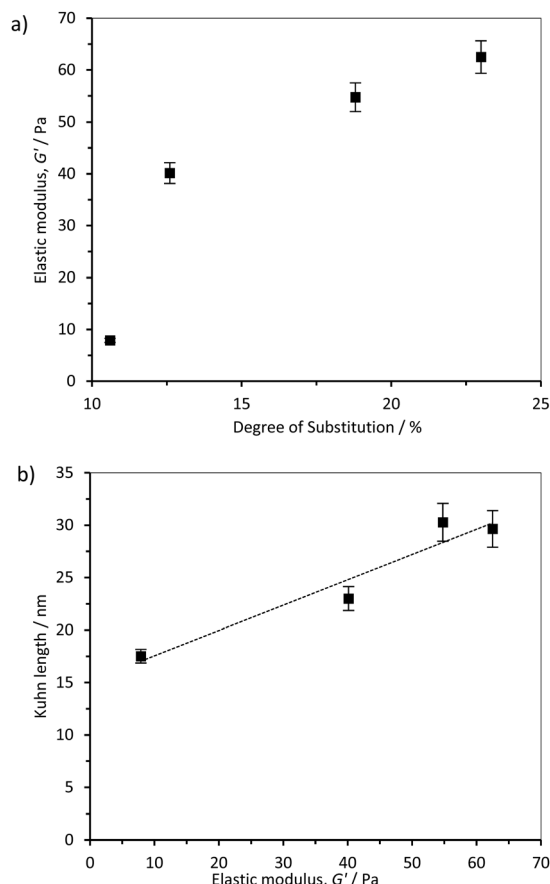 a)
70
60
50
40
30
20
10
0
Elastic modulus, G' / Pa
10 15 20 25
Degree of Substitution / %
b)
35
30
25
20
15
10
5
0
Kuhn length / nm
0 10 20 30 40 50 60 70
Elastic modulus, G' / Pa